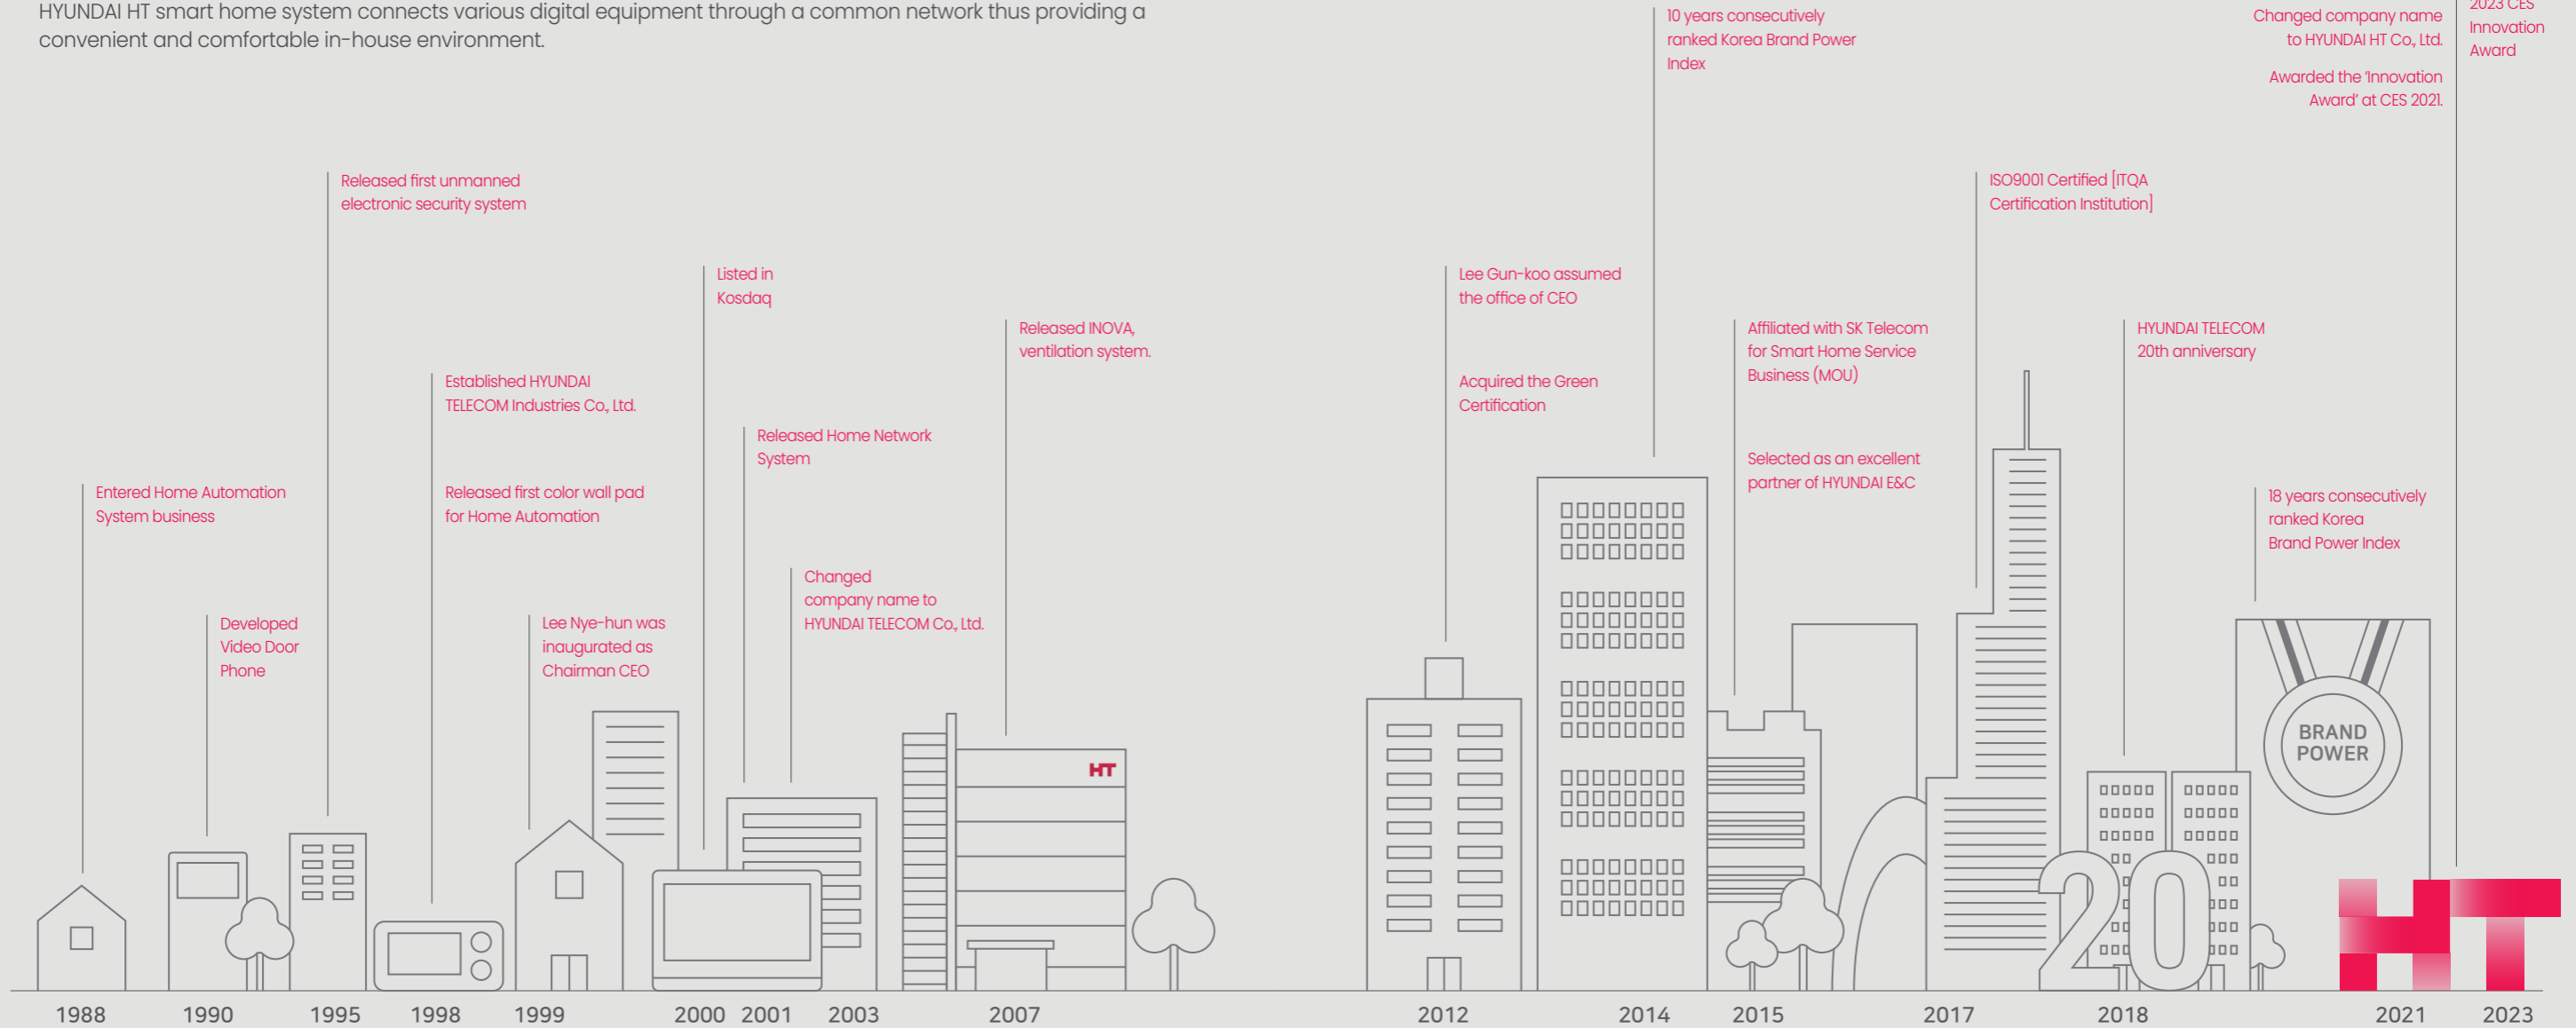 HYUNDAI HT smart home system connects various digital equipment through a common network thus providing a
convenient and comfortable in-house environment.
10 years consecutively
ranked Korea Brand Power
Index
Changed company name
to HYUNDAI HT Co., Ltd.
Awarded the 'Innovation
Award' at CES 2021.
2023 CES
Innovation
Award
Released first unmanned
electronic security system
ISO9001 Certified [ITQA
Certification Institution]
Listed in
Kosdaq
Lee Gun-koo assumed
the office of CEO
Released INOVA,
ventilation system.
Affiliated with SK Telecom
for Smart Home Service
Business (MOU)
HYUNDAI TELECOM
20th anniversary
Established HYUNDAI
TELECOM Industries Co., Ltd.
Acquired the Green
Certification
Released Home Network
System
Selected as an excellent
partner of HYUNDAI E&C
Entered Home Automation
System business
Released first color wall pad
for Home Automation
18 years consecutively
ranked Korea
Brand Power Index
Changed
company name to
HYUNDAI TELECOM Co., Ltd.
Developed
Video Door
Phone
Lee Nye-hun was
inaugurated as
Chairman CEO
BRAND
POWER
HT
20
HT
1988 1990 1995 1998 1999 2000 2001 2003 2007 2012 2014 2015 2017 2018 2021 2023